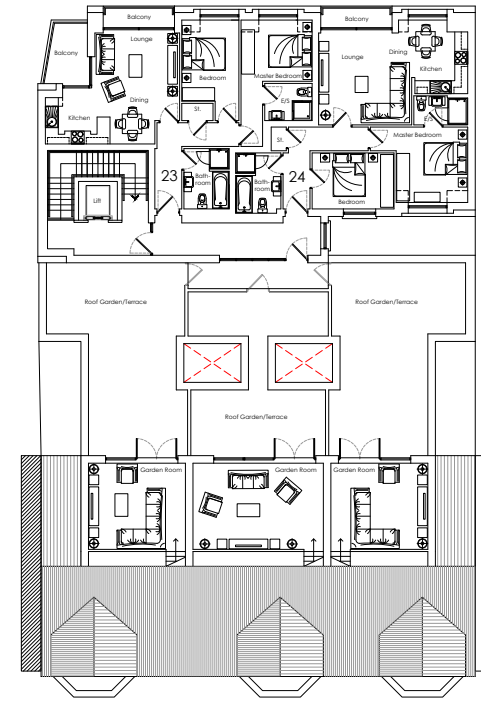 Balcony
Balcony
Lounge
Balcony
Bedroom
Master Bedroom
Lounge
Dining
Kitchen
E/S
St.
Dining
Kitchen
E/S
St.
Master Bedroom
23
Bath-
room
Bath-
room
24
Bedroom
Lift
Roof Garden/Terrace
Roof Garden/Terrace
Roof Garden/Terrace
Garden Room
Garden Room
Garden Room